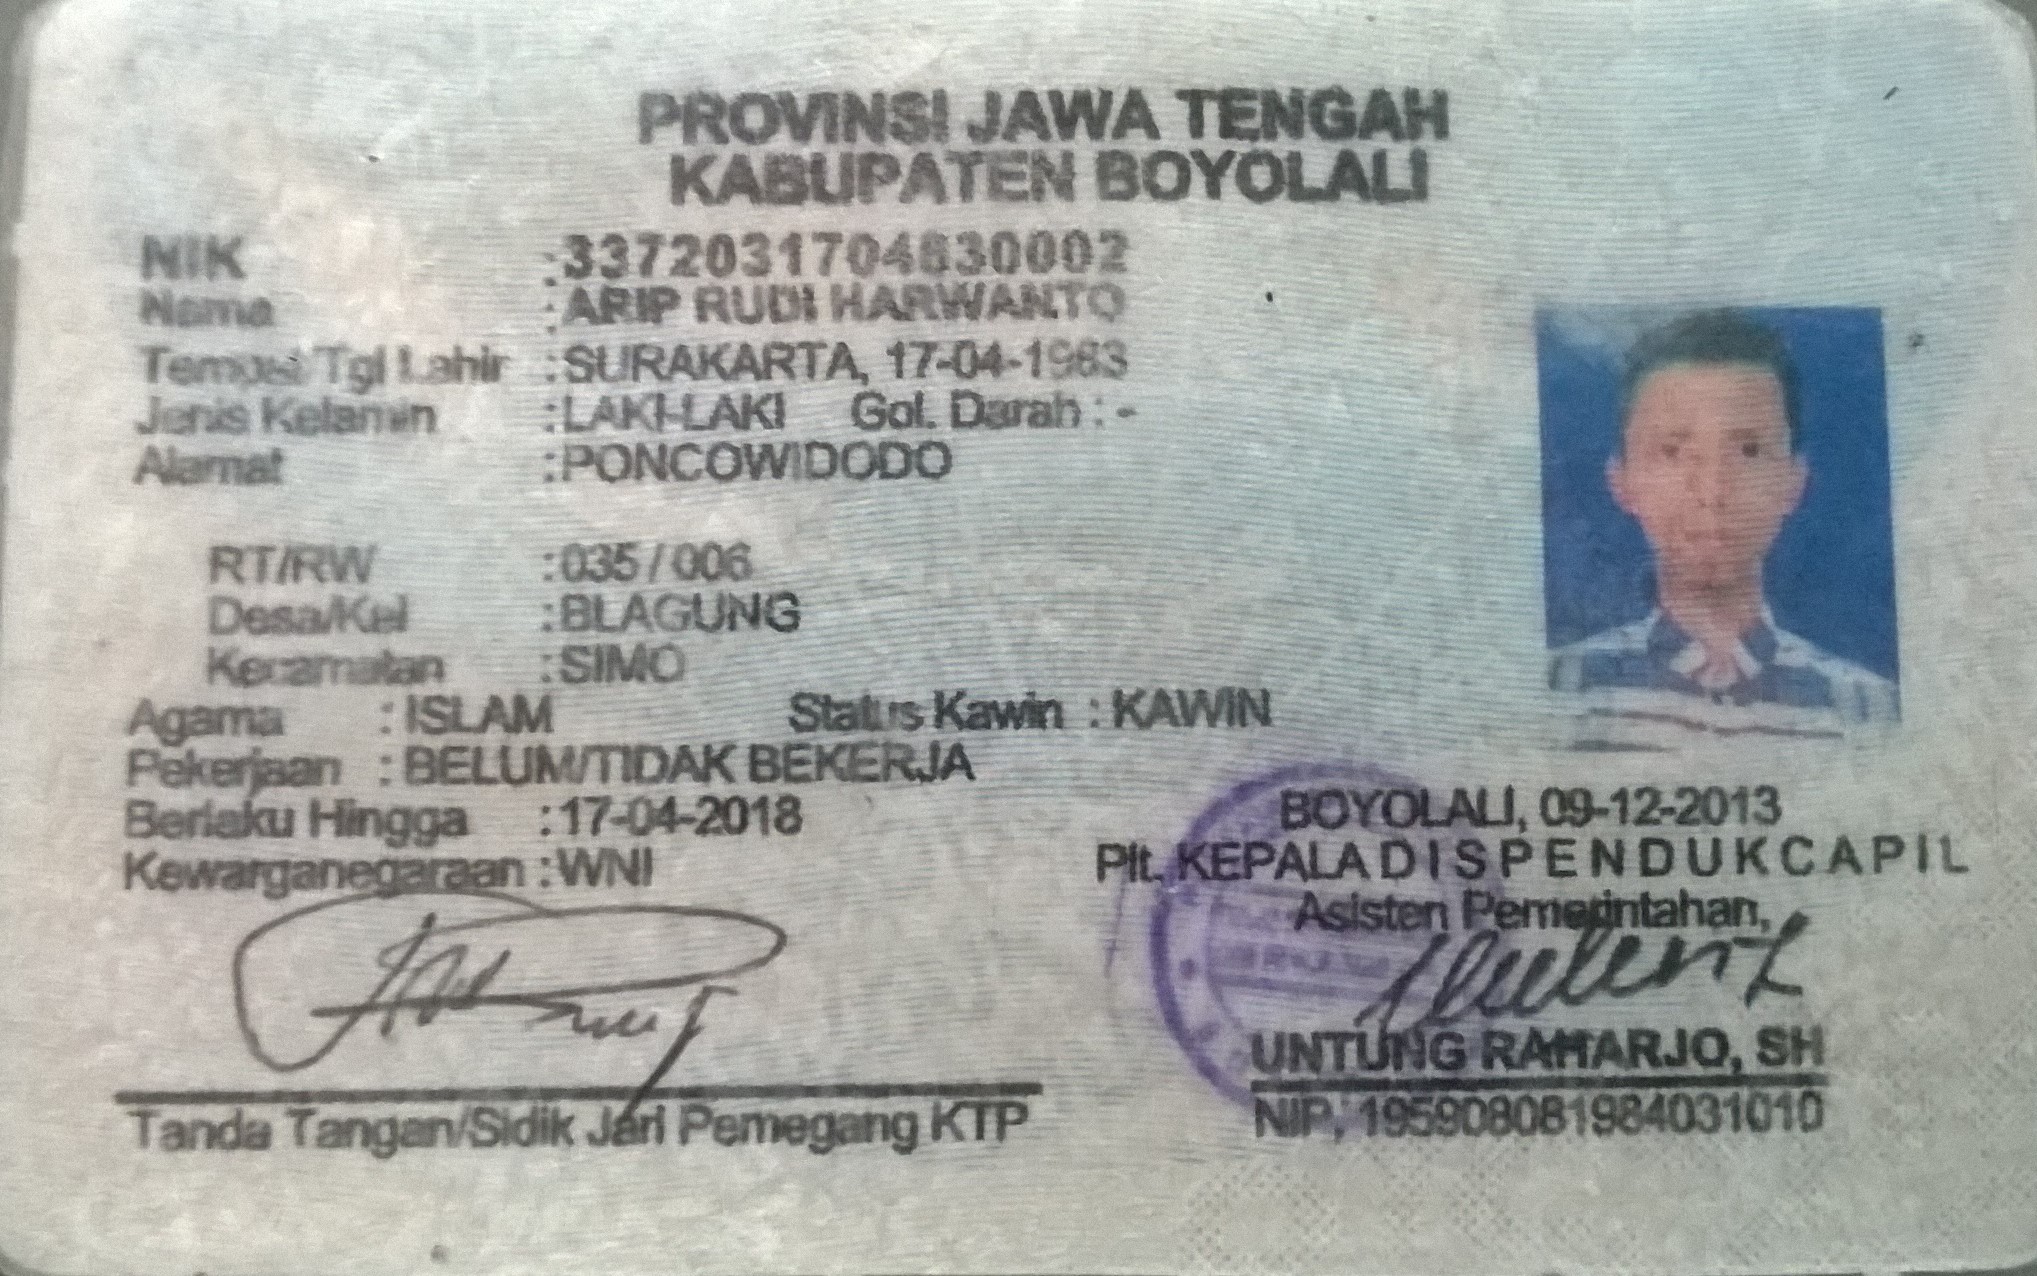 PROVINSI JAWA TENGAH
KABUPATEN BOYOLALI
NIK :3372031704830002
Nama :ARIP RUDI HARWANTO
Tempat/Tgl Lahir :SURAKARTA, 17-04-1983
Jenis Kelamin :LAKI-LAKI Gol. Darah : -
Alamat :PONCOWIDODO
RT/RW :035 / 006
Desa/Kel :BLAGUNG
Kecamatan :SIMO
Agama : ISLAM Status Kawin : KAWIN
Pekerjaan : BELUM/TIDAK BEKERJA
Berlaku Hingga :17-04-2018
Kewarganegaraan :WNI
BOYOLALI, 09-12-2013
Plt. KEPALA DISPENDUKCAPIL
Asisten Pemerintahan,
UNTUNG RAHARJO, SH
NIP. 195908081984031010
Tanda Tangan/Sidik Jari Pemegang KTP